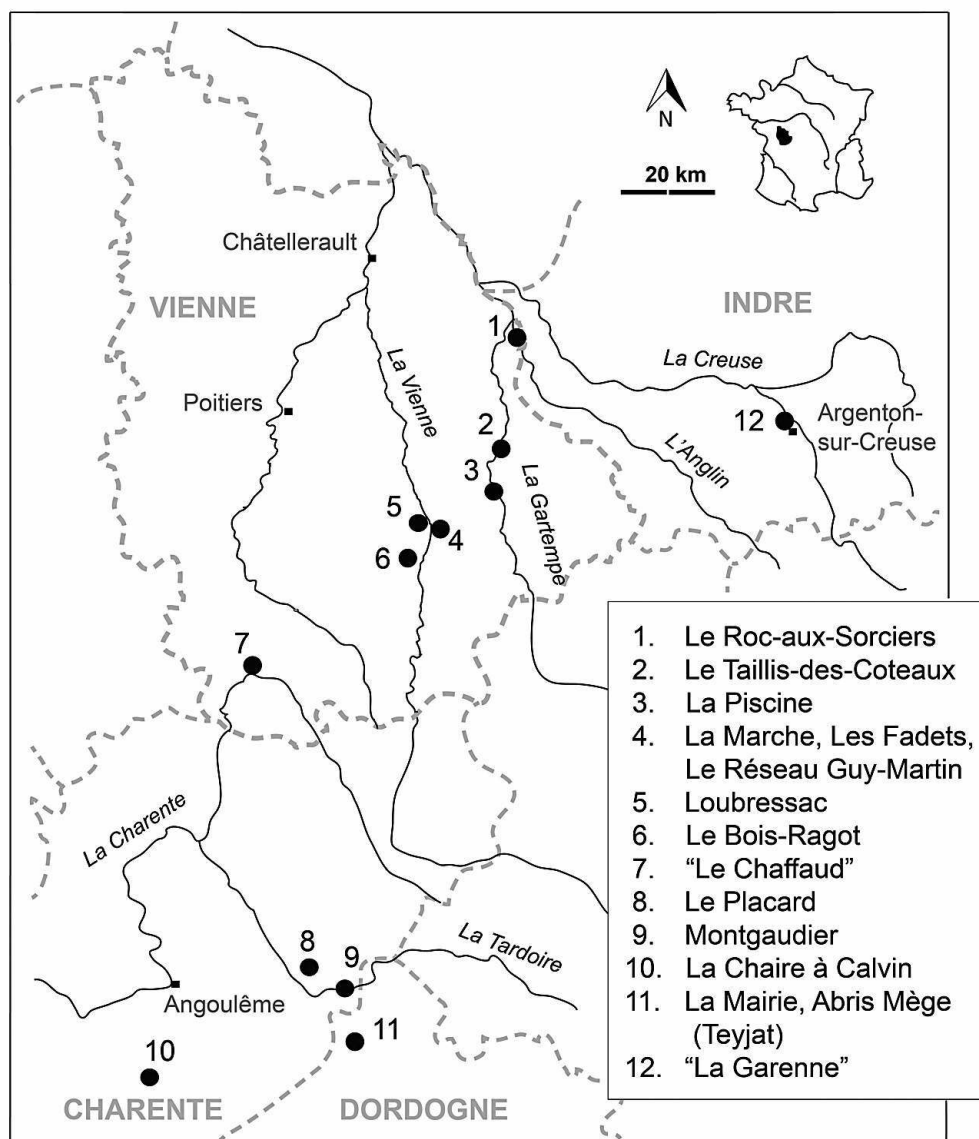 N
20 km
Châtellerault
VIENNE
INDRE
1
La Creuse
La Vienne
Poitiers
2
12
Argenton-
sur-Creuse
L'Anglin
3
La Gartempe
5
4
6
7
La Charente
8
9
La Tardoire
Angoulême
11
10
CHARENTE
DORDOGNE
1. Le Roc-aux-Sorciers
2. Le Taillis-des-Coteaux
3. La Piscine
4. La Marche, Les Fadets,
Le Réseau Guy-Martin
5. Loubressac
6. Le Bois-Ragot
7. “Le Chaffaud”
8. Le Placard
9. Montgaudier
10. La Chaire à Calvin
11. La Mairie, Abris Mège
(Teyjat)
12. “La Garenne”